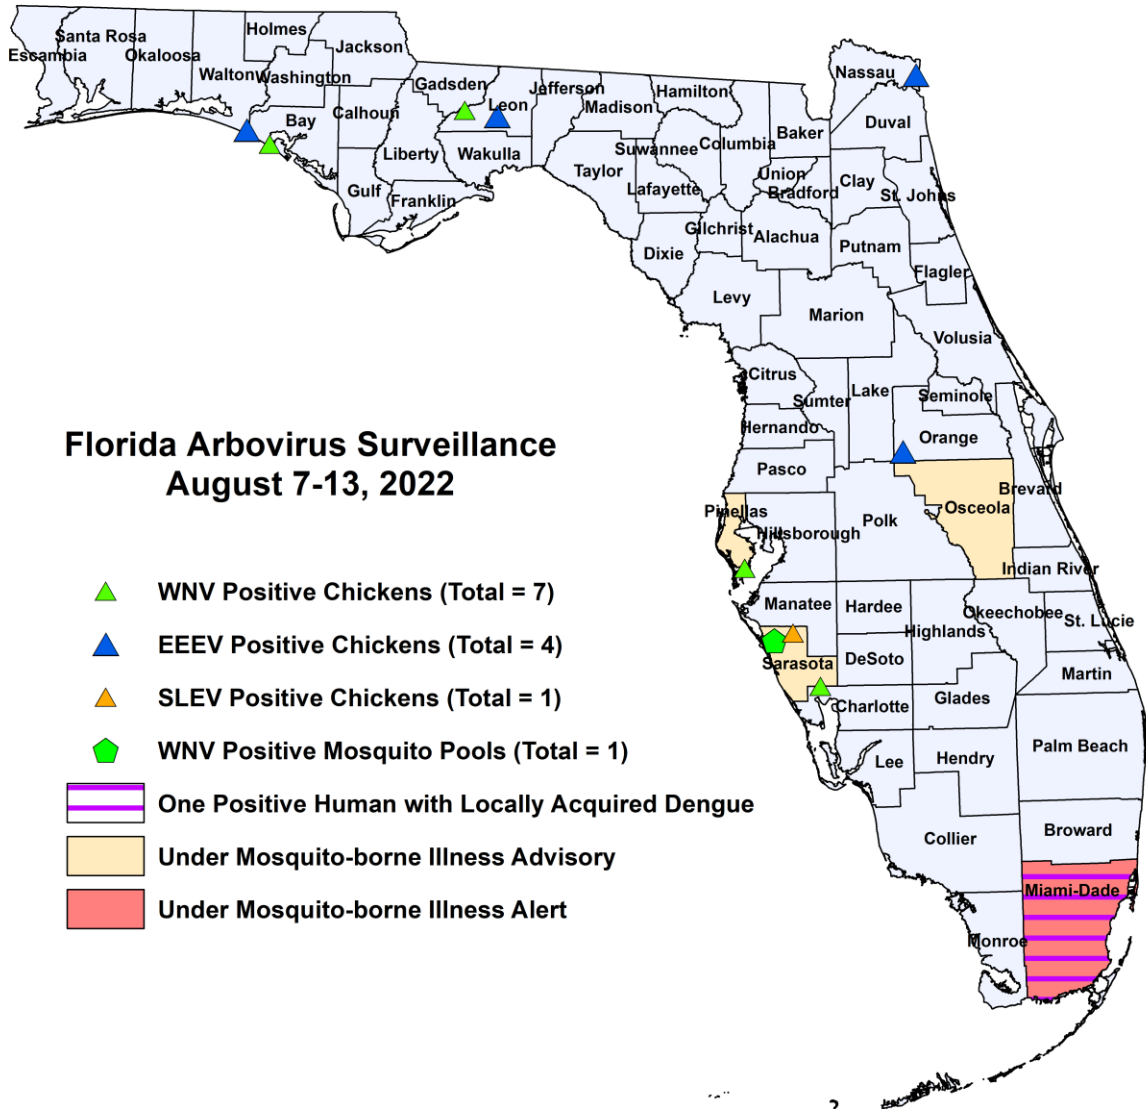 Holmes
Santa Rosa
Jackson
Escambia
Okaloosa
Walton
Washington
Gadsden
Jefferson
Leon
Madison
Hamilton
Nassau
Bay
Calhoun
Baker
Duval
Liberty
Wakulla
Suwannee
Columbia
Taylor
Union
Bradford
Clay
St. Johns
Gulf
Franklin
Lafayette
Gilchrist
Alachua
Putnam
Dixie
Flagler
Levy
Marion
Volusia
Citrus
Lake
Sumter
Seminole
Hernando
Orange
Florida Arbovirus Surveillance
August 7-13, 2022
Pasco
Brevard
Pinellas
Osceola
Hillsborough
Polk
Indian River
WNV Positive Chickens (Total = 7)
Manatee
Hardee
Okeechobee
St. Lucie
Highlands
EEEV Positive Chickens (Total = 4)
Sarasota
DeSoto
Martin
SLEV Positive Chickens (Total = 1)
Charlotte
Glades
WNV Positive Mosquito Pools (Total = 1)
Lee
Hendry
Palm Beach
One Positive Human with Locally Acquired Dengue
Collier
Broward
Under Mosquito-borne Illness Advisory
Miami-Dade
Under Mosquito-borne Illness Alert
Monroe